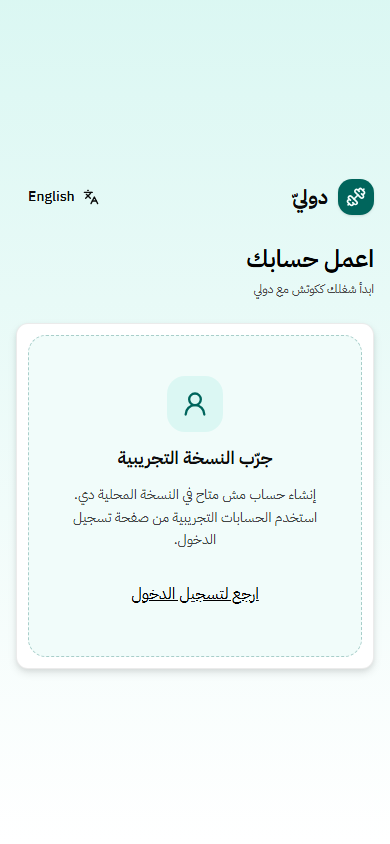 دوليّ
English
اعمل حسابك
ابدأ شغلك ككوتش مع دولي
جرّب النسخة التجريبية
إنشاء حساب مش متاح في النسخة المحلية دي.
استخدم الحسابات التجريبية من صفحة تسجيل
الدخول.
ارجع لتسجيل الدخول